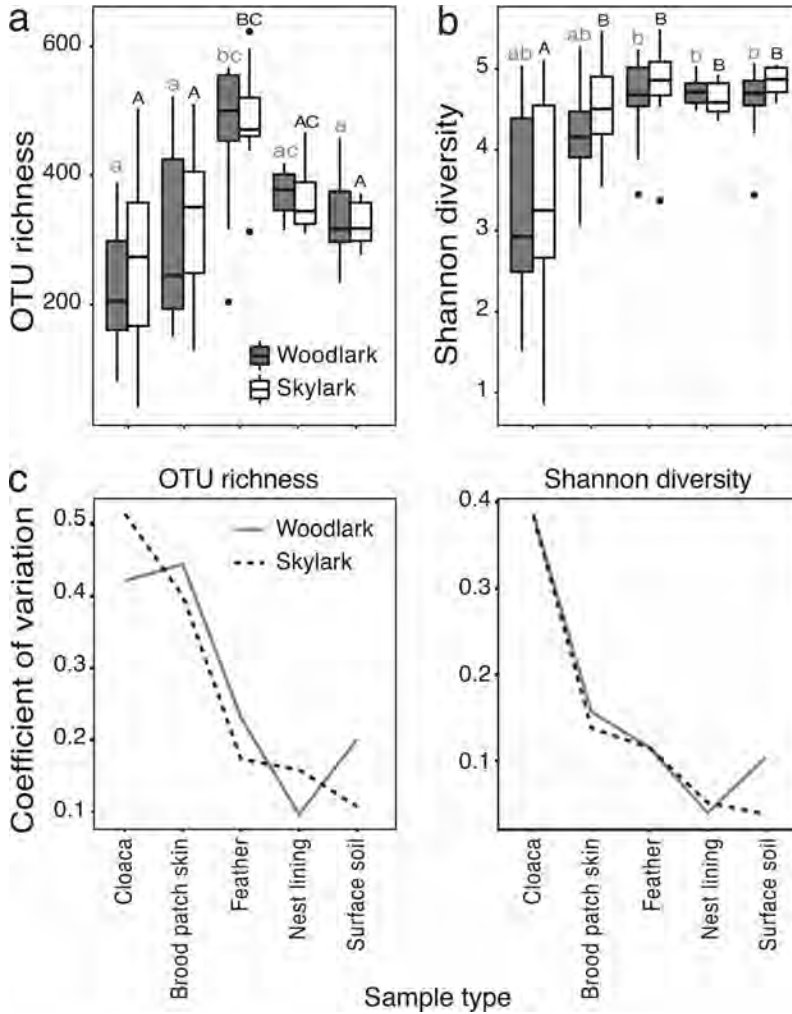 a
OTU richness
600
400
200
a
A
a
A
bc
BC
ac
AC
a
A
Woodlark
Skylark
b
Shannon diversity
5
4
3
2
1
ab
A
ab
B
b
B
b
B
b
B
c
OTU richness
Coefficient of variation
0.5
0.4
0.3
0.2
0.1
Woodlark
Skylark
Shannon diversity
0.4
0.3
0.2
0.1
Cloaca
Brood patch skin
Feather
Nest lining
Surface soil
Cloaca
Brood patch skin
Feather
Nest lining
Surface soil
Sample type